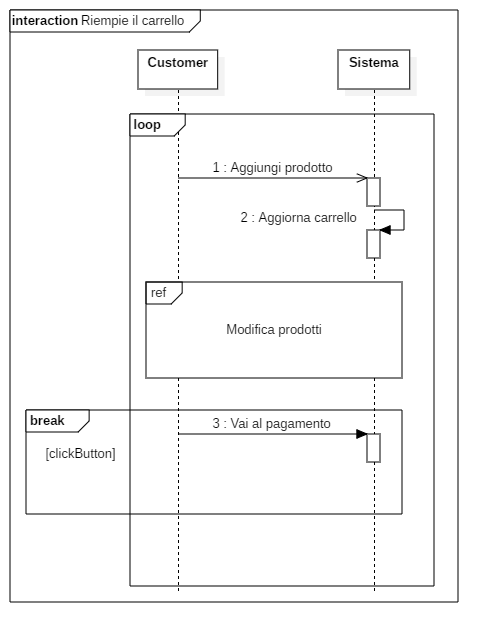 interaction Riempie il carrello
Customer
Sistema
loop
1 : Aggiungi prodotto
2 : Aggiorna carrello
ref
Modifica prodotti
break
3 : Vai al pagamento
[clickButton]